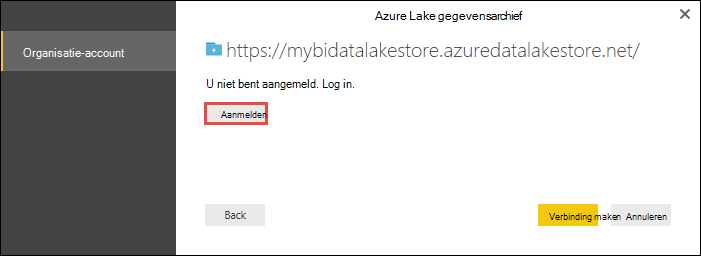 Azure Lake gegevensarchief
Organisatie-account
https://mybidatalakestore.azuredatalakestore.net/
U niet bent aangemeld. Log in.
Aanmelden
Back
Verbinding maken
Annuleren